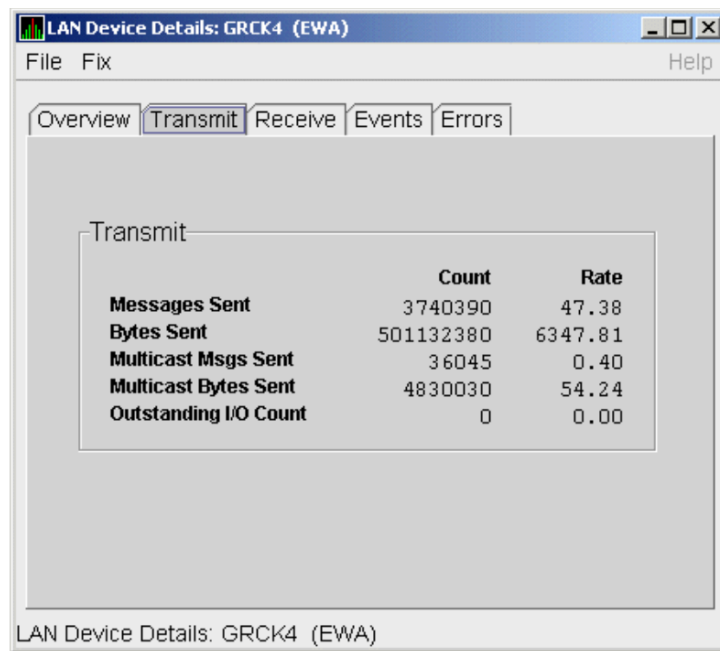 LAN Device Details: GRCK4 (EWA)
File Fix Help
Overview Transmit Receive Events Errors
Transmit
Count Rate
Messages Sent 3740390 47.38
Bytes Sent 501132380 6347.81
Multicast Msgs Sent 36045 0.40
Multicast Bytes Sent 4830030 54.24
Outstanding I/O Count 0 0.00
LAN Device Details: GRCK4 (EWA)